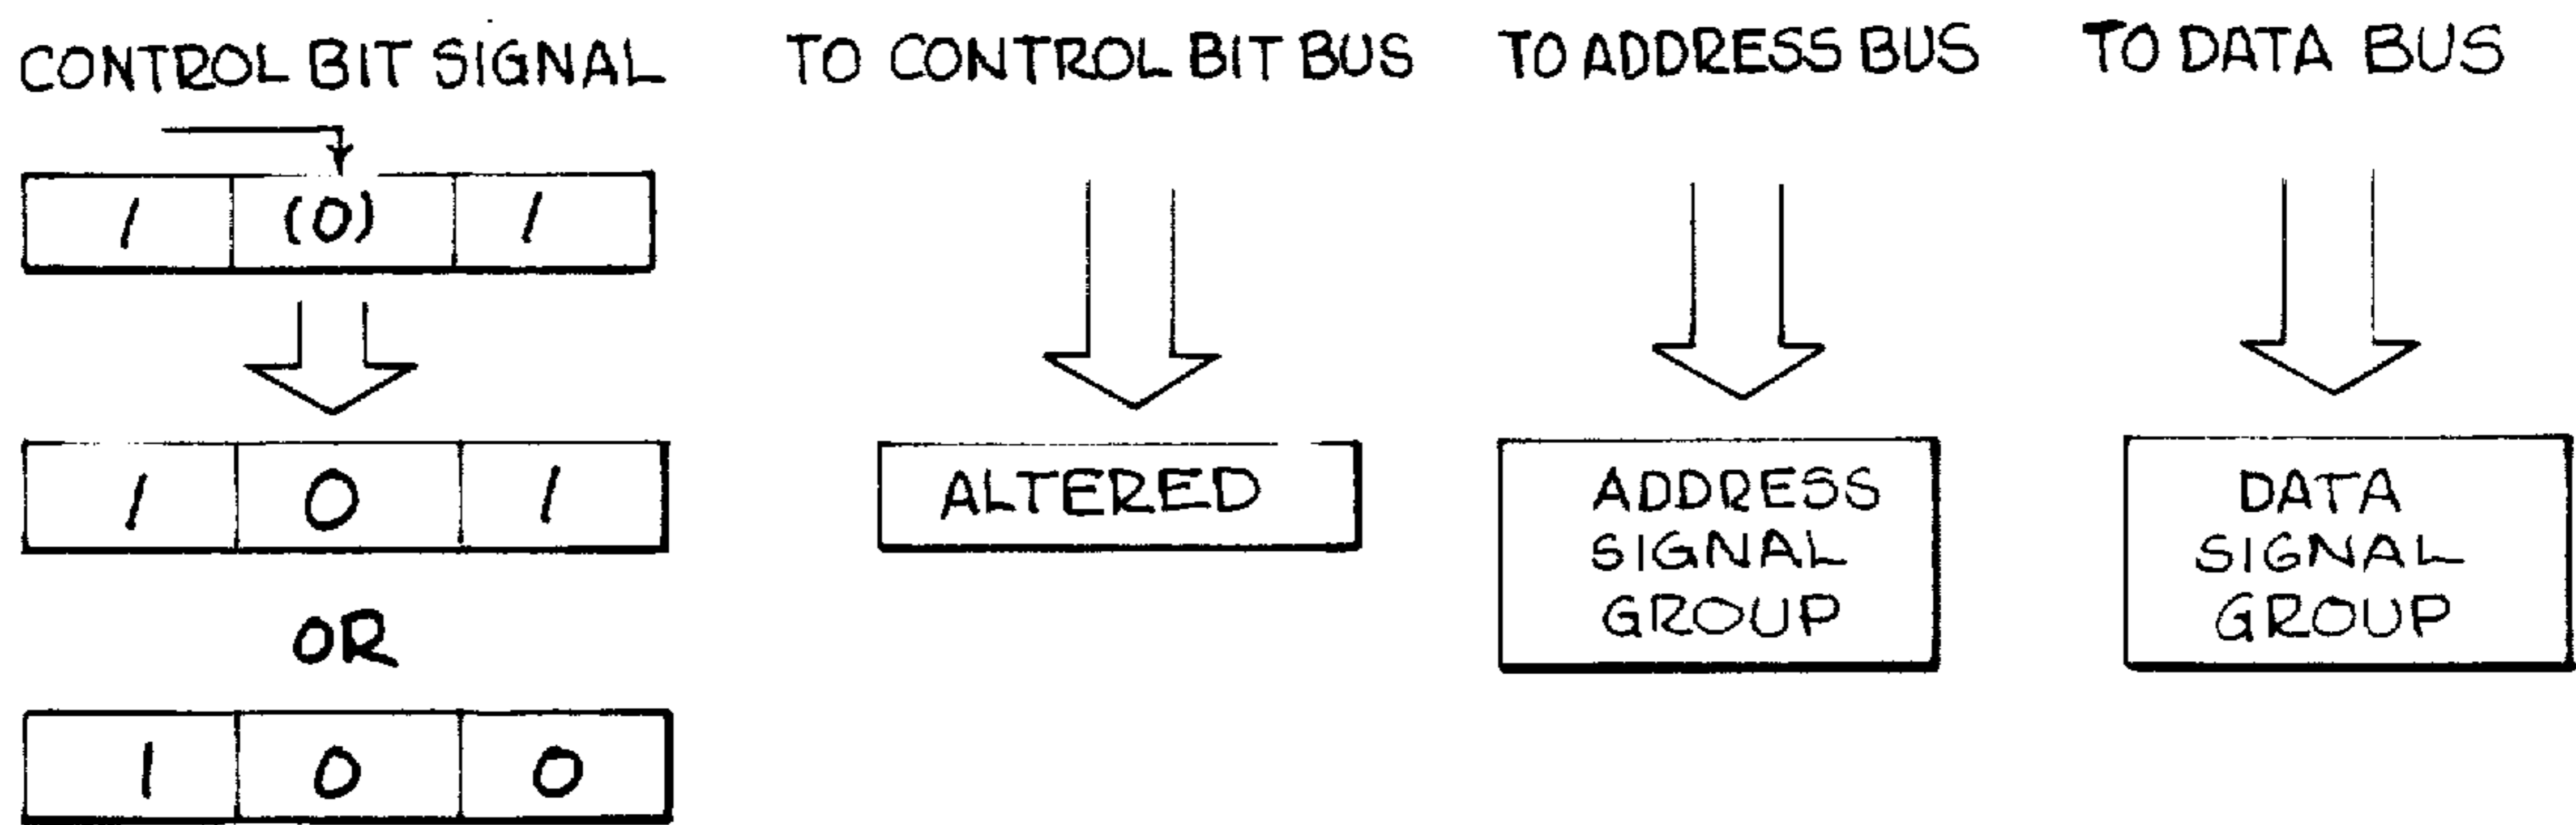 CONTROL BIT SIGNAL
TO CONTROL BIT BUS
TO ADDRESS BUS
TO DATA BUS
1 (0) 1
1 0 1
ALTERED
ADDRESS
SIGNAL
GROUP
DATA
SIGNAL
GROUP
OR
1 0 0